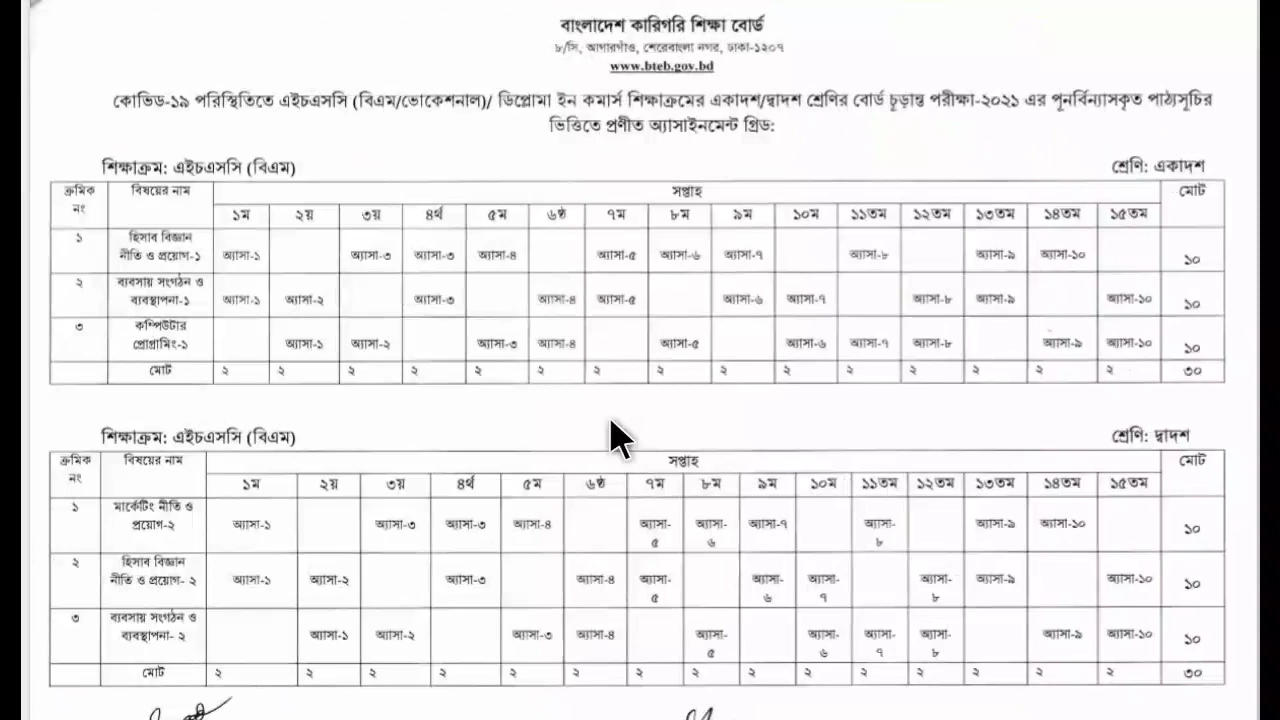 বাংলাদেশ কারিগরি শিক্ষা বোর্ড
৮/সি, আগারগাঁও, শেরেবাংলা নগর, ঢাকা-১২০৭
www.bteb.gov.bd
কোভিড-১৯ পরিস্থিতিতে এইচএসসি (বিএম/ভোকেশনাল)/ ডিপ্লোমা ইন কমার্স শিক্ষাক্রমের একাদশ/দ্বাদশ শ্রেণির বোর্ড চূড়ান্ত পরীক্ষা-২০২১ এর পুনর্বিন্যাসকৃত পাঠ্যসূচির
ভিত্তিতে প্রণীত অ্যাসাইনমেন্ট গ্রিড:
শিক্ষাক্রম: এইচএসসি (বিএম) শ্রেণি: একাদশ
ক্রমিক বিষয়ের নাম সপ্তাহ মোট
নং ১ম ২য় ৩য় ৪র্থ ৫ম ৬ষ্ঠ ৭ম ৮ম ৯ম ১০ম ১১তম ১২তম ১৩তম ১৪তম ১৫তম
১ হিসাব বিজ্ঞান
নীতি ও প্রয়োগ-১ অ্যাসা-১ অ্যাসা-৩ অ্যাসা-৩ অ্যাসা-৪ অ্যাসা-৫ অ্যাসা-৬ অ্যাসা-৭ অ্যাসা-৮ অ্যাসা-৯ অ্যাসা-১০ ১০
২ ব্যবসায় সংগঠন ও
ব্যবস্থাপনা-১ অ্যাসা-১ অ্যাসা-২ অ্যাসা-৩ অ্যাসা-৪ অ্যাসা-৫ অ্যাসা-৬ অ্যাসা-৭ অ্যাসা-৮ অ্যাসা-৯ অ্যাসা-১০ ১০
৩ কম্পিউটার
প্রোগ্রামিং-১ অ্যাসা-১ অ্যাসা-২ অ্যাসা-৩ অ্যাসা-৪ অ্যাসা-৫ অ্যাসা-৬ অ্যাসা-৭ অ্যাসা-৮ অ্যাসা-৯ অ্যাসা-১০ ১০
মোট ২ ২ ২ ২ ২ ২ ২ ২ ২ ২ ২ ২ ২ ২ ২ ৩০
শিক্ষাক্রম: এইচএসসি (বিএম) শ্রেণি: দ্বাদশ
ক্রমিক বিষয়ের নাম সপ্তাহ মোট
নং ১ম ২য় ৩য় ৪র্থ ৫ম ৬ষ্ঠ ৭ম ৮ম ৯ম ১০ম ১১তম ১২তম ১৩তম ১৪তম ১৫তম
১ মার্কেটিং নীতি ও
প্রয়োগ-২ অ্যাসা-১ অ্যাসা-৩ অ্যাসা-৩ অ্যাসা-৪ অ্যাসা- অ্যাসা- অ্যাসা-৭ অ্যাসা- অ্যাসা-৯ অ্যাসা-১০ ১০
৫ ৬ ৮
২ হিসাব বিজ্ঞান
নীতি ও প্রয়োগ- ২ অ্যাসা-১ অ্যাসা-২ অ্যাসা-৩ অ্যাসা-৪ অ্যাসা- অ্যাসা- অ্যাসা- অ্যাসা- অ্যাসা-৯ অ্যাসা-১০ ১০
৫ ৬ ৭ ৮
৩ ব্যবসায় সংগঠন ও
ব্যবস্থাপনা- ২ অ্যাসা-১ অ্যাসা-২ অ্যাসা-৩ অ্যাসা-৪ অ্যাসা- অ্যাসা- অ্যাসা- অ্যাসা- অ্যাসা-৯ অ্যাসা-১০ ১০
৫ ৬ ৭ ৮
মোট ২ ২ ২ ২ ২ ২ ২ ২ ২ ২ ২ ২ ২ ২ ২ ৩০